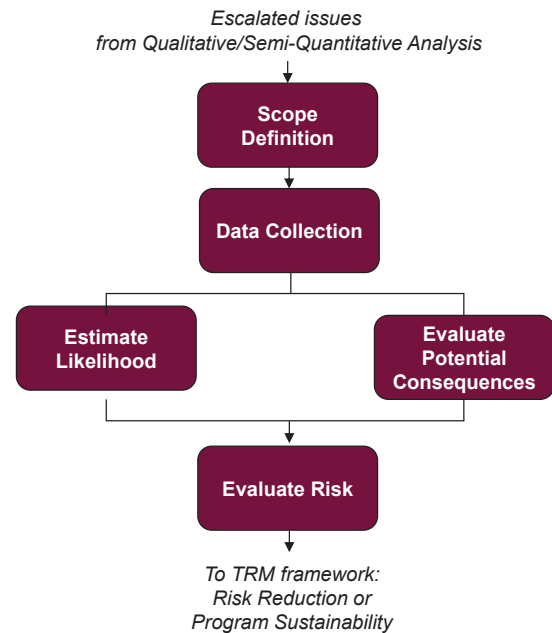 Escalated issues
from Qualitative/Semi-Quantitative Analysis
Scope
Definition
Data Collection
Estimate
Likelihood
Evaluate
Potential
Consequences
Evaluate Risk
To TRM framework:
Risk Reduction or
Program Sustainability